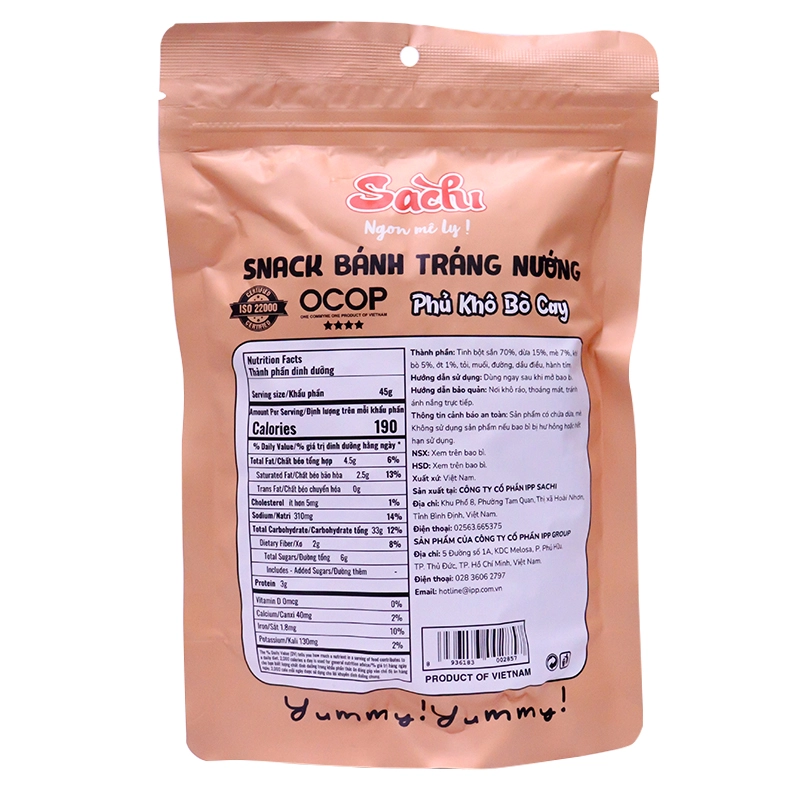 Sachi
Ngon mê ly !
SNACK BÁNH TRÁNG NƯỚNG
CERTIFIED
ISO 22000
CERTIFIED
OCOP
ONE COMMUNE ONE PRODUCT OF VIETNAM
Phủ Khô Bò Cay
Nutrition Facts
Thành phần dinh dưỡng
Serving size/Khẩu phần 45g
Amount Per Serving/Định lượng trên mỗi khẩu phần
Calories 190
% Daily Value/% giá trị dinh dưỡng hằng ngày *
Total Fat/Chất béo tổng hợp 4.5g 6%
Saturated Fat/Chất béo bão hòa 2.5g 13%
Trans Fat/Chất béo chuyển hóa 0g
Cholesterol ít hơn 5mg 1%
Sodium/Natri 310mg 14%
Total Carbohydrate/Carbohydrate tổng 33g 12%
Dietary Fiber/Xơ 2g 8%
Total Sugars/Đường tổng 6g
Includes - Added Sugars/Đường thêm -
Protein 3g
Vitamin D 0mcg 0%
Calcium/Canxi 40mg 2%
Iron/Sắt 1.8mg 10%
Potassium/Kali 130mg 2%
Thành phần: Tinh bột sắn 70%, dừa 15%, mè 7%,
bò 5%, ớt 1%, tỏi, muối, đường, dầu điều, hành tím.
Hướng dẫn sử dụng: Dùng ngay sau khi mở bao bì.
Hướng dẫn bảo quản: Nơi khô ráo, thoáng mát, tránh
ánh nắng trực tiếp.
Thông tin cảnh báo an toàn: Sản phẩm có chứa dừa, mè.
Không sử dụng sản phẩm nếu bao bì bị hư hỏng hoặc hết
hạn sử dụng.
NSX: Xem trên bao bì.
HSD: Xem trên bao bì.
Xuất xứ: Việt Nam.
Sản xuất tại: CÔNG TY CỔ PHẦN IPP SACHI
Địa chỉ: Khu Phố 8, Phường Tam Quan, Thị xã Hoài Nhơn,
Tỉnh Bình Định, Việt Nam.
Điện thoại: 02563.665375
SẢN PHẨM CỦA CÔNG TY CỔ PHẦN IPP GROUP
Địa chỉ: 5 Đường số 1A, KDC Melosa, P. Phú Hữu
TP. Thủ Đức, TP. Hồ Chí Minh, Việt Nam.
Điện thoại: 028 3606 2797
Email: hotline@ipp.com.vn
8 936183 002857
PRODUCT OF VIETNAM
Yummy! Yummy!